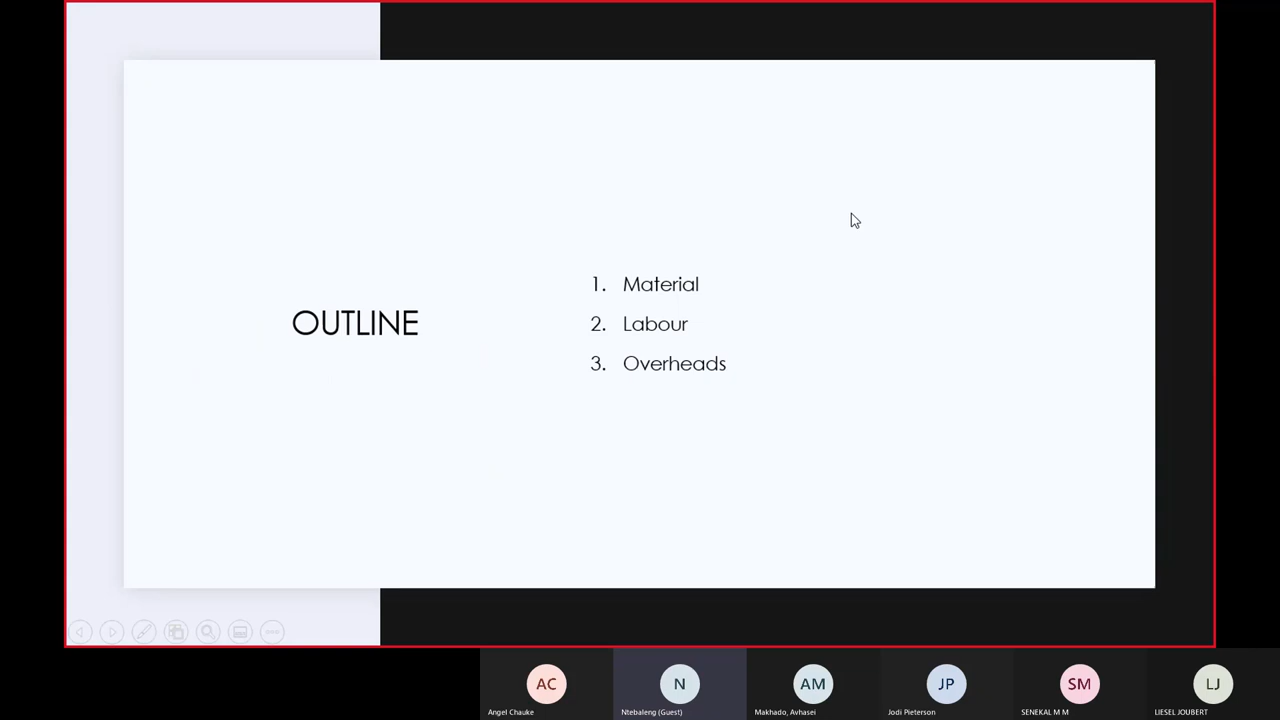 OUTLINE
1. Material
2. Labour
3. Overheads
AC
N
AM
JP
SM
LJ
Angel Chauke
Ntebaleng (Guest)
Makhado, Avhasei
Jodi Pieterson
SENEKAL M M
LIESEL JOUBERT